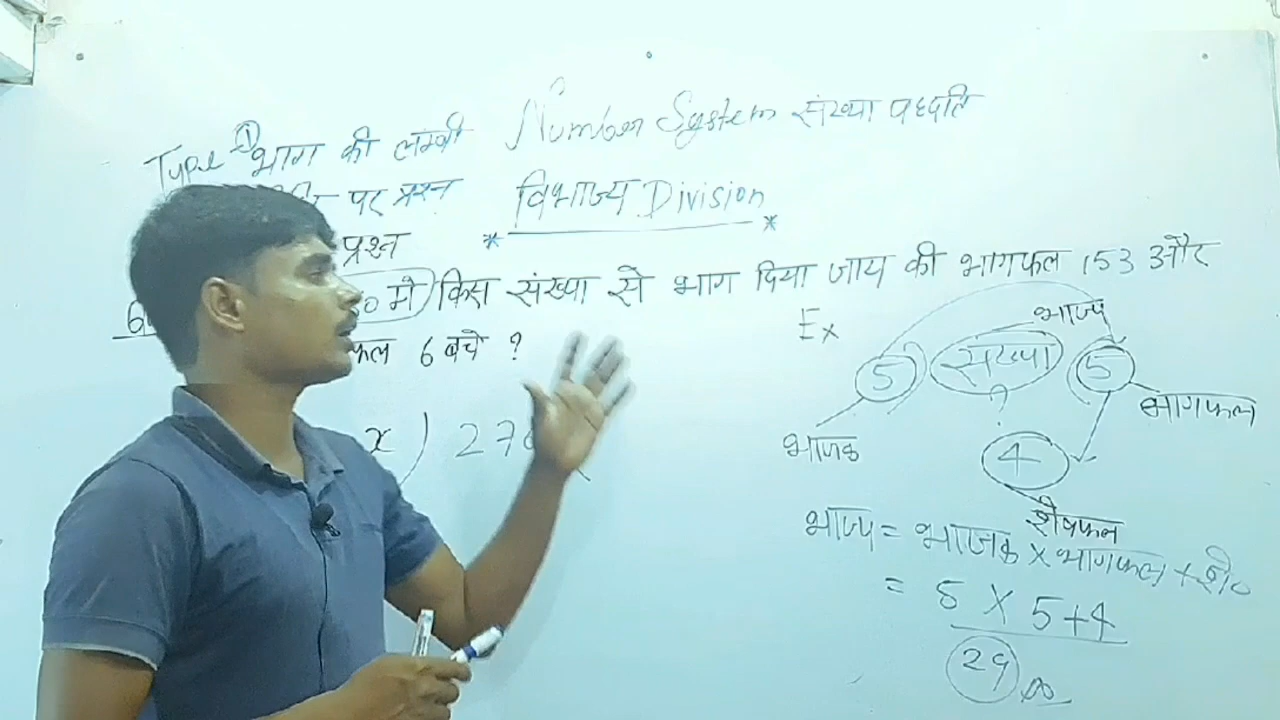 Number System संख्या पद्धति
Type ① भाग की लम्बी
पर प्रश्न
विभाज्य Division
* *
प्रश्न
में किस संख्या से भाग दिया जाय की भागफल 153 और
फल 6 बचे ?
x ) 27
Ex
भाज्य
5 संख्या 5
?
भाजक
भागफल
4
शेषफल
भाज्य = भाजक × भागफल + शे०
= 5 × 5 + 4
29